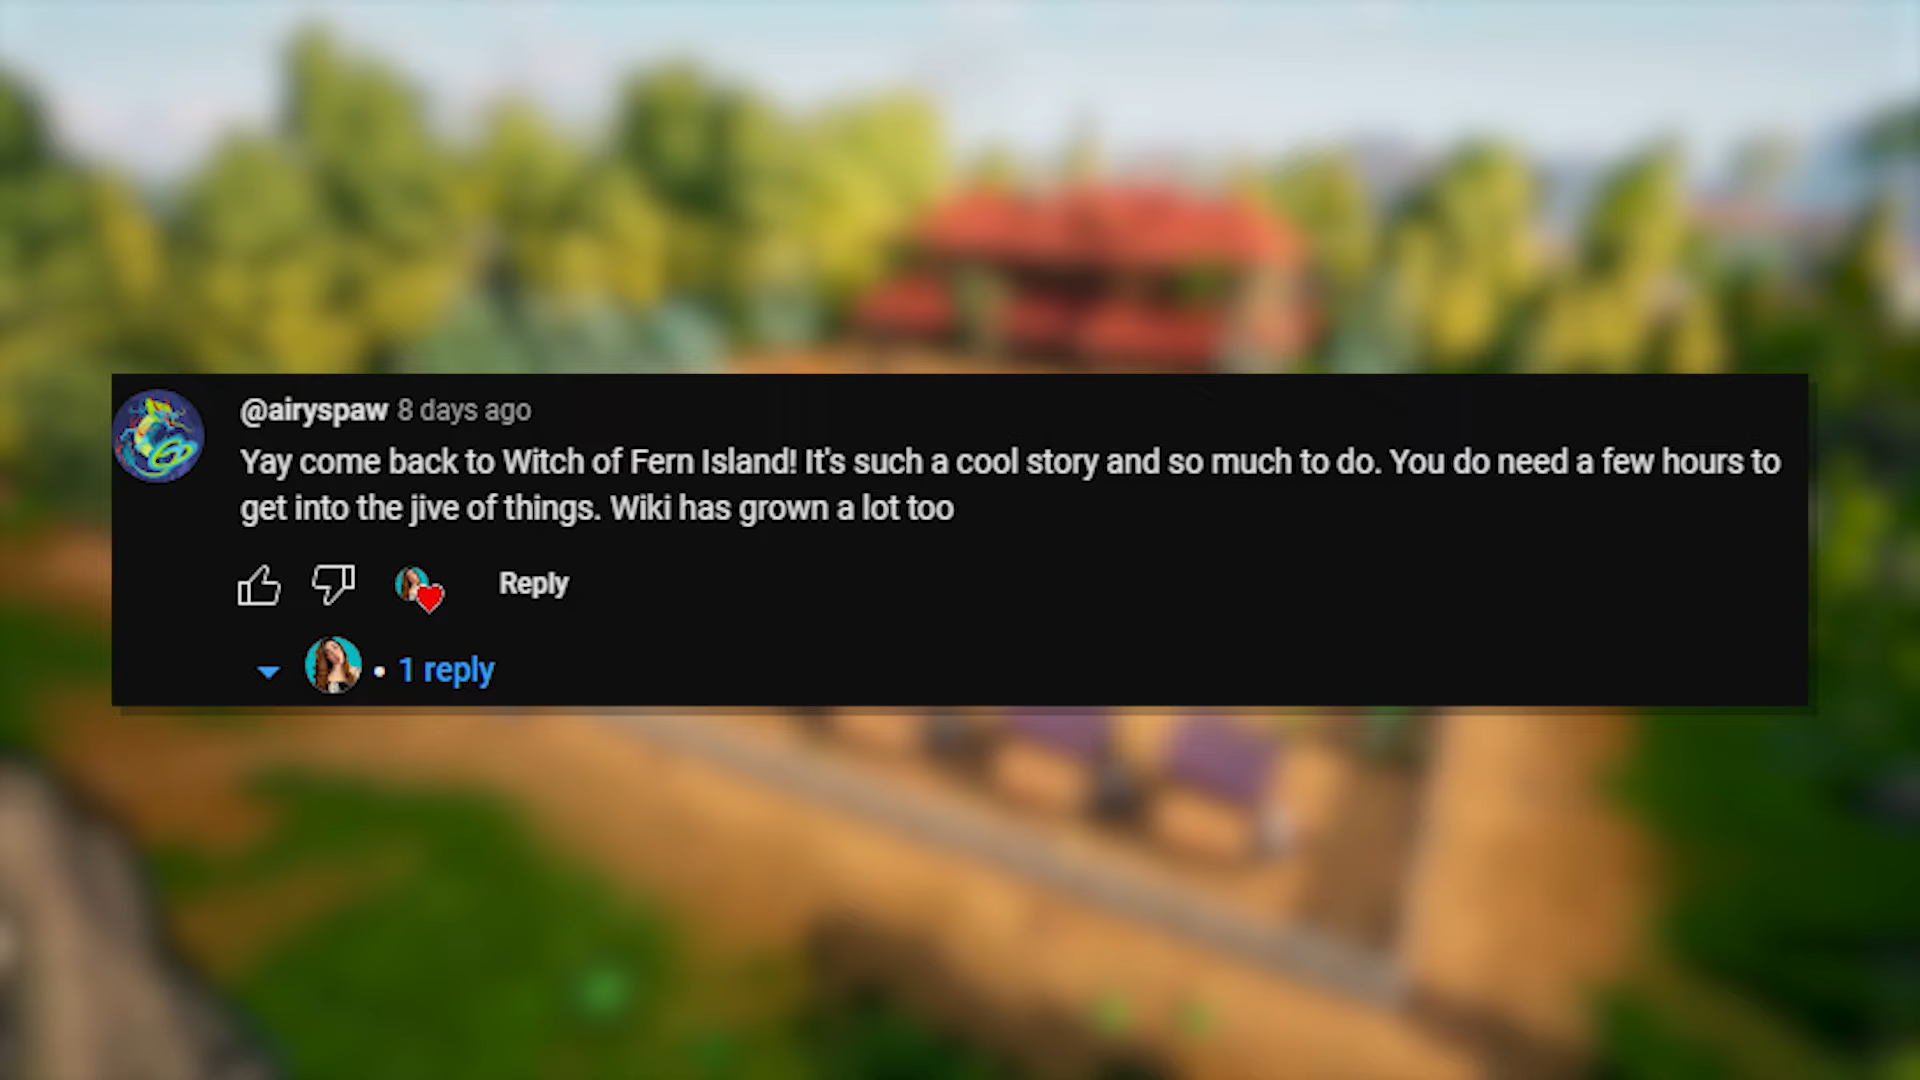 @airyspaw 8 days ago
Yay come back to Witch of Fern Island! It's such a cool story and so much to do. You do need a few hours to
get into the jive of things. Wiki has grown a lot too
Reply
• 1 reply